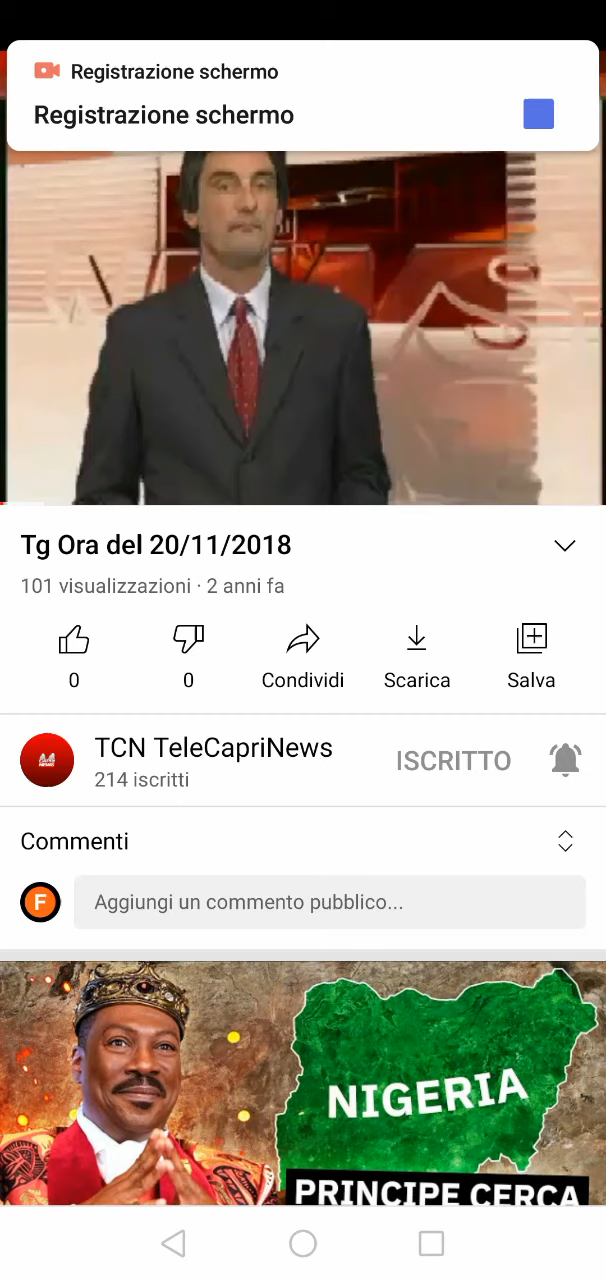 Registrazione schermo
Registrazione schermo
Tg Ora del 20/11/2018
101 visualizzazioni · 2 anni fa
0
0
Condividi
Scarica
Salva
TCN TeleCapriNews
214 iscritti
ISCRITTO
Commenti
F
Aggiungi un commento pubblico...
NIGERIA
PRINCIPE CERCA